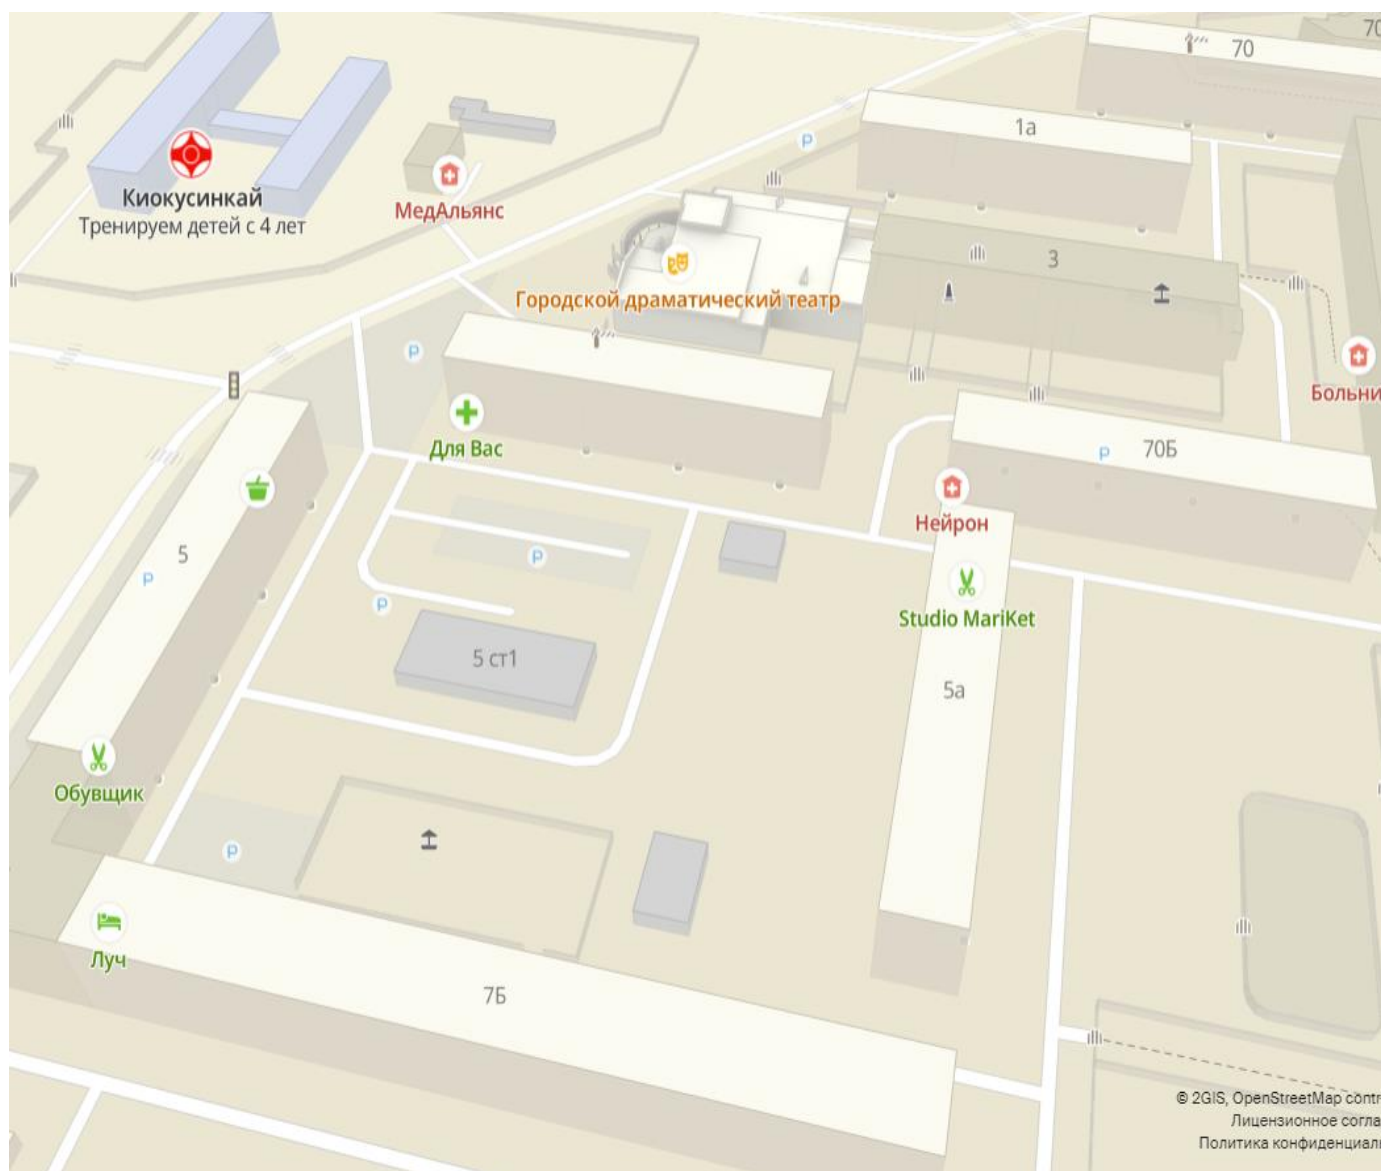 70
70
1а
Р
Киокусинкай
Тренируем детей с 4 лет
МедАльянс
3
Городской драматический театр
Р
Больни
Для Вас
Р
70Б
Нейрон
5
Р
Р
Р
Studio MariKet
5 ст1
5а
Обувщик
Р
Луч
7Б
© 2GIS, OpenStreetMap contr
Лицензионное согла
Политика конфиденциал